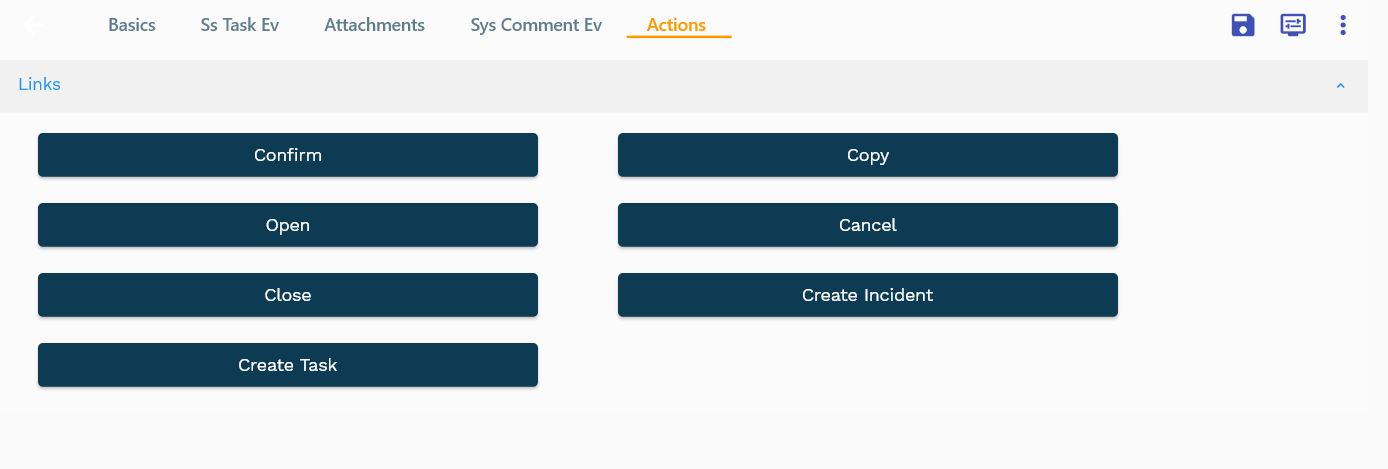 Basics Ss Task Ev Attachments Sys Comment Ev Actions
Links
Confirm Copy
Open Cancel
Close Create Incident
Create Task